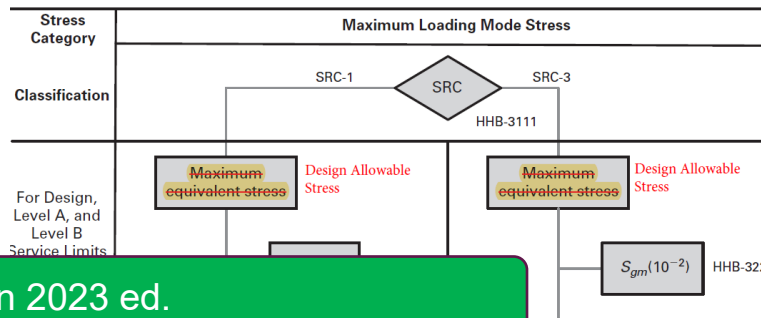 Stress
Category
Maximum Loading Mode Stress
Classification
SRC-1
SRC
SRC-3
HHB-3111
Maximum
equivalent stress
Design Allowable
Stress
Maximum
equivalent stress
Design Allowable
Stress
For Design,
Level A, and
Level B
Service Limits
Sgm(10−2)
2023 ed.